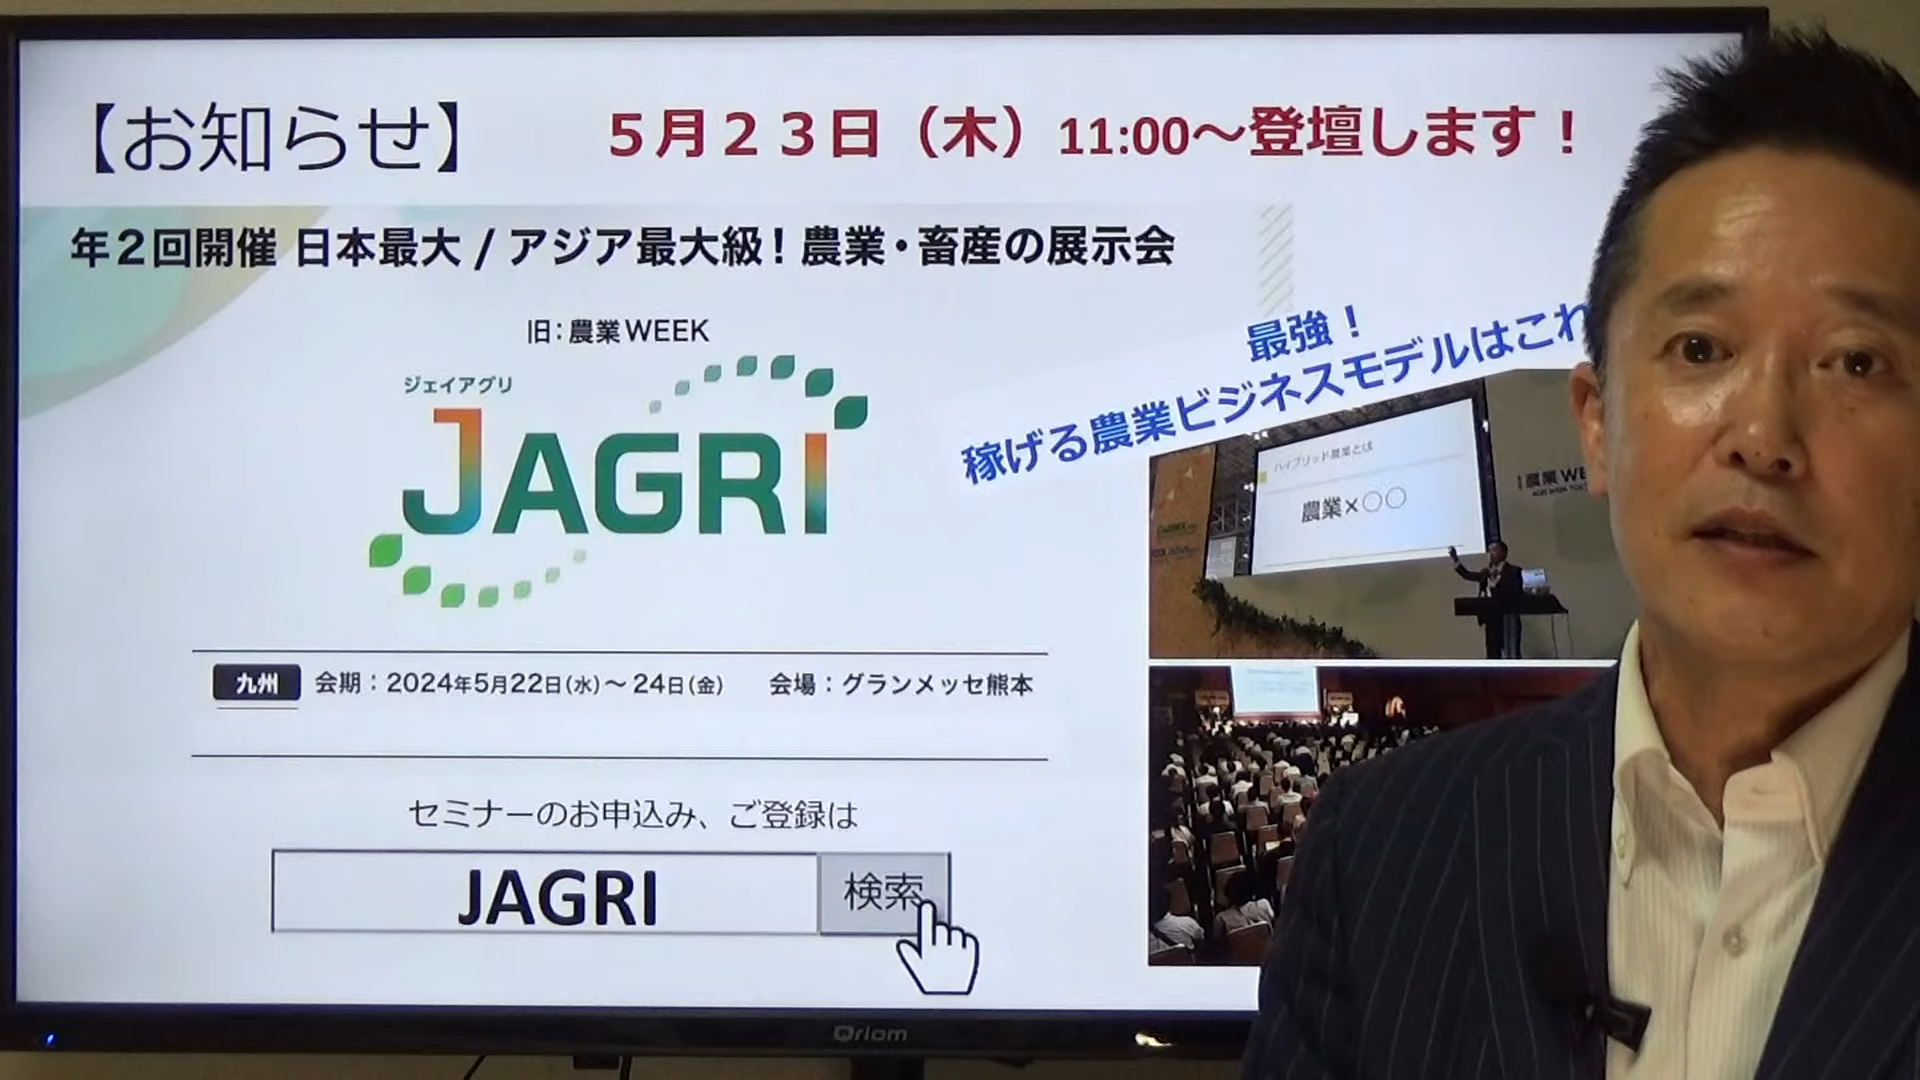 【お知らせ】
５月２３日（木）11:00～登壇します！
年２回開催 日本最大 / アジア最大級！農業・畜産の展示会
旧：農業WEEK
ジェイアグリ
JAGRI
最強！
稼げる農業ビジネスモデルはこれ
ハイブリッド農業とは
農業×〇〇
農業WE
九州 会期：2024年5月22日(水)～24日(金) 会場：グランメッセ熊本
セミナーのお申込み、ご登録は
JAGRI 検索
Oriom